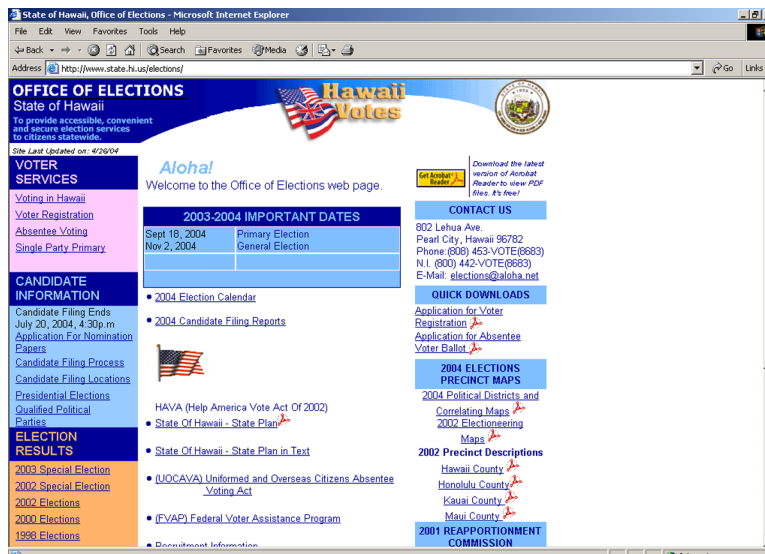 State of Hawaii, Office of Elections - Microsoft Internet Explorer
File Edit View Favorites Tools Help
Back Search Favorites Media
Address http://www.state.hi.us/elections/ Go Links
OFFICE OF ELECTIONS
State of Hawaii
To provide accessible, convenient
and secure election services
to citizens statewide.
Hawaii
Votes
Site Last Updated on: 4/26/04
VOTER
SERVICES
Voting in Hawaii
Voter Registration
Absentee Voting
Single Party Primary
CANDIDATE
INFORMATION
Candidate Filing Ends
July 20, 2004, 4:30p.m
Application For Nomination
Papers
Candidate Filing Process
Candidate Filing Locations
Presidential Elections
Qualified Political
Parties
ELECTION
RESULTS
2003 Special Election
2002 Special Election
2002 Elections
2000 Elections
1998 Elections
Aloha!
Welcome to the Office of Elections web page.
2003-2004 IMPORTANT DATES
Sept 18, 2004 Primary Election
Nov 2, 2004 General Election
2004 Election Calendar
2004 Candidate Filing Reports
HAVA (Help America Vote Act Of 2002)
State Of Hawaii - State Plan
State Of Hawaii - State Plan in Text
(UOCAVA) Uniformed and Overseas Citizens Absentee
Voting Act
(FVAP) Federal Voter Assistance Program
Recruitment Information
Get Acrobat
Reader
Download the latest
version of Acrobat
Reader to view PDF
files. It's free!
CONTACT US
802 Lehua Ave.
Pearl City, Hawaii 96782
Phone:(808) 453-VOTE(8683)
N.I. (800) 442-VOTE(8683)
E-Mail: elections@aloha.net
QUICK DOWNLOADS
Application for Voter
Registration
Application for Absentee
Voter Ballot
2004 ELECTIONS
PRECINCT MAPS
2004 Political Districts and
Correlating Maps
2002 Electioneering
Maps
2002 Precinct Descriptions
Hawaii County
Honolulu County
Kauai County
Maui County
2001 REAPPORTIONMENT
COMMISSION